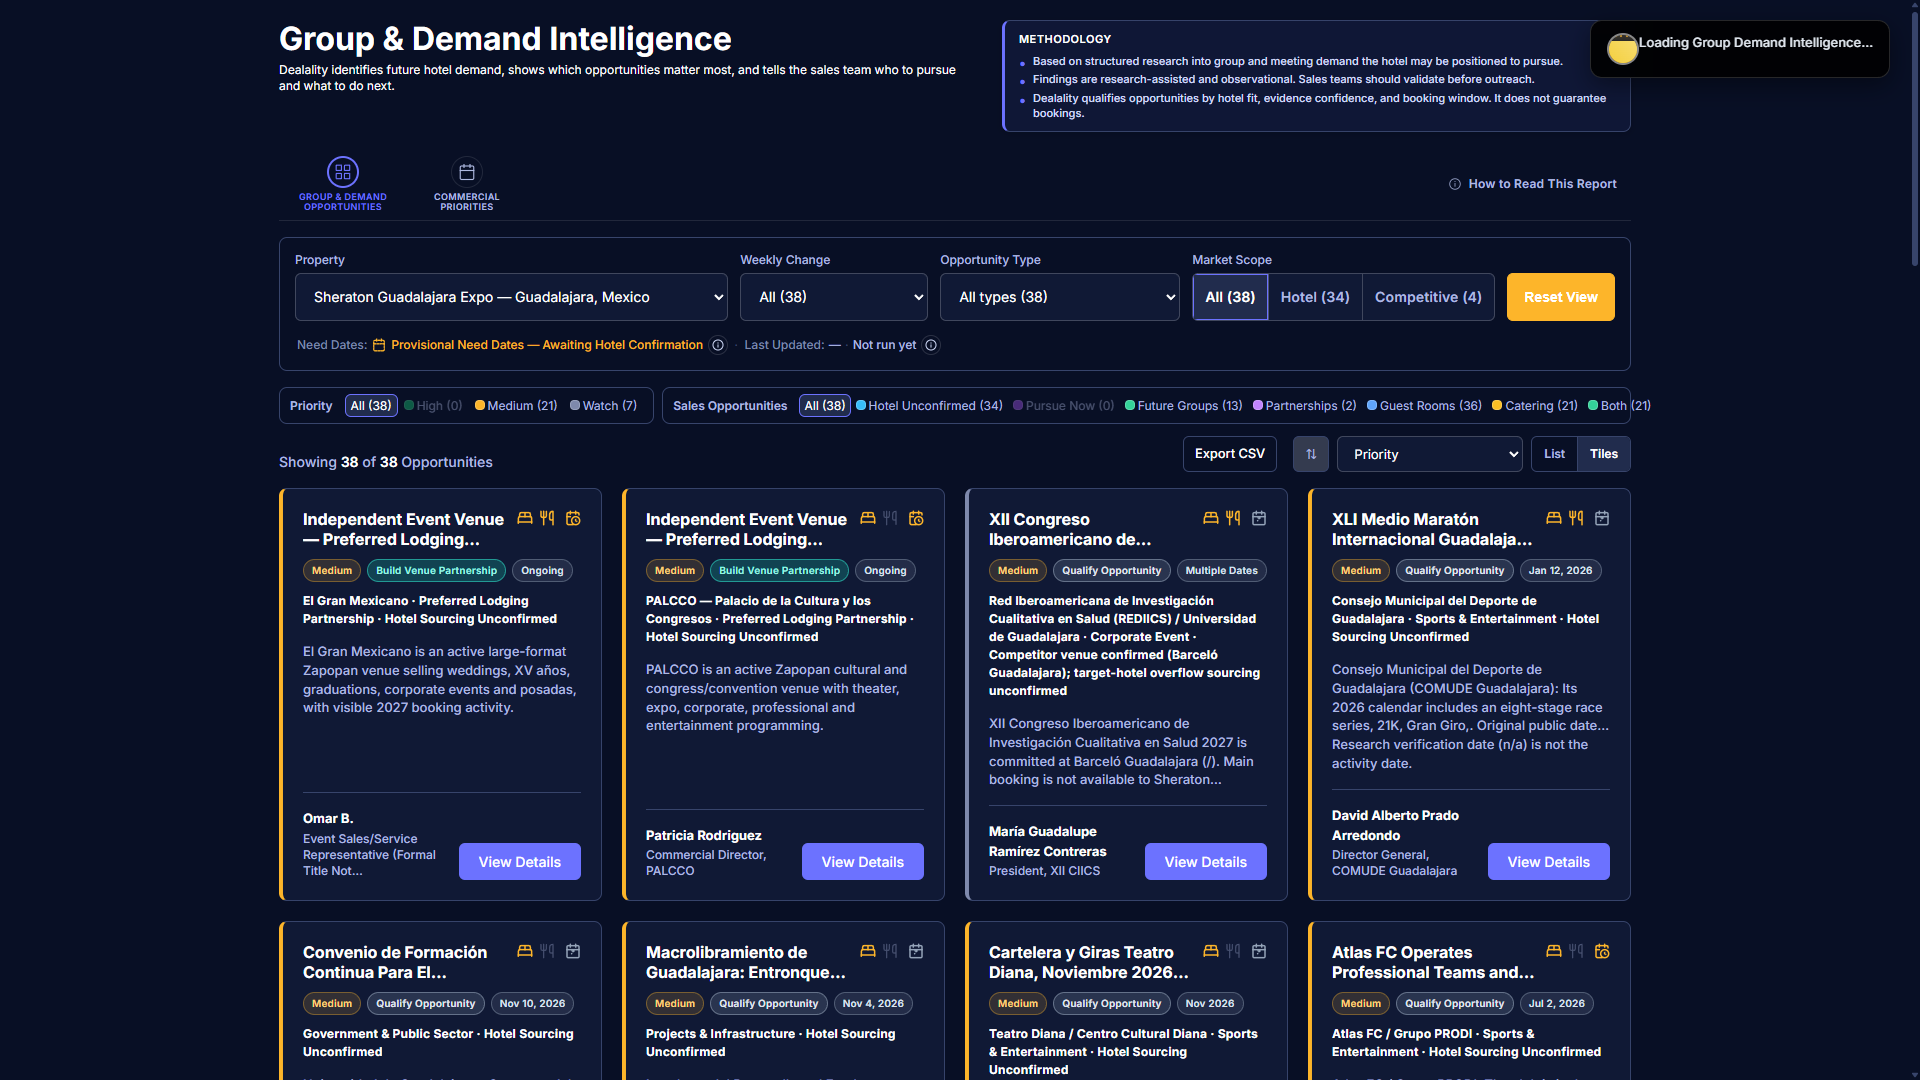 Group & Demand Intelligence
Dealality identifies future hotel demand, shows which opportunities matter most, and tells the sales team who to pursue
and what to do next.
METHODOLOGY
Based on structured research into group and meeting demand the hotel may be positioned to pursue.
Findings are research-assisted and observational. Sales teams should validate before outreach.
Dealality qualifies opportunities by hotel fit, evidence confidence, and booking window. It does not guarantee
bookings.
Loading Group Demand Intelligence...
GROUP & DEMAND
OPPORTUNITIES
COMMERCIAL
PRIORITIES
How to Read This Report
Property
Weekly Change
Opportunity Type
Market Scope
Sheraton Guadalajara Expo — Guadalajara, Mexico
All (38)
All types (38)
All (38)
Hotel (34)
Competitive (4)
Reset View
Need Dates: Provisional Need Dates — Awaiting Hotel Confirmation · Last Updated: — · Not run yet
Priority All (38) High (0) Medium (21) Watch (7)
Sales Opportunities All (38) Hotel Unconfirmed (34) Pursue Now (0) Future Groups (13) Partnerships (2) Guest Rooms (36) Catering (21) Both (21)
Showing 38 of 38 Opportunities
Export CSV
Priority
List
Tiles
Independent Event Venue
— Preferred Lodging...
Medium
Build Venue Partnership
Ongoing
El Gran Mexicano · Preferred Lodging
Partnership · Hotel Sourcing Unconfirmed
El Gran Mexicano is an active large-format
Zapopan venue selling weddings, XV años,
graduations, corporate events and posadas,
with visible 2027 booking activity.
Omar B.
Event Sales/Service
Representative (Formal
Title Not...
View Details
Independent Event Venue
— Preferred Lodging...
Medium
Build Venue Partnership
Ongoing
PALCCO — Palacio de la Cultura y los
Congresos · Preferred Lodging Partnership ·
Hotel Sourcing Unconfirmed
PALCCO is an active Zapopan cultural and
congress/convention venue with theater,
expo, corporate, professional and
entertainment programming.
Patricia Rodriguez
Commercial Director,
PALCCO
View Details
XII Congreso
Iberoamericano de...
Medium
Qualify Opportunity
Multiple Dates
Red Iberoamericana de Investigación
Cualitativa en Salud (REDIICS) / Universidad
de Guadalajara · Corporate Event ·
Competitor venue confirmed (Barceló
Guadalajara); target-hotel overflow sourcing
unconfirmed
XII Congreso Iberoamericano de
Investigación Cualitativa en Salud 2027 is
committed at Barceló Guadalajara (/). Main
booking is not available to Sheraton...
María Guadalupe
Ramírez Contreras
President, XII CIICS
View Details
XLI Medio Maratón
Internacional Guadalaja...
Medium
Qualify Opportunity
Jan 12, 2026
Consejo Municipal del Deporte de
Guadalajara · Sports & Entertainment · Hotel
Sourcing Unconfirmed
Consejo Municipal del Deporte de
Guadalajara (COMUDE Guadalajara): Its
2026 calendar includes an eight-stage race
series, 21K, Gran Giro,. Original public date...
Research verification date (n/a) is not the
activity date.
David Alberto Prado
Arredondo
Director General,
COMUDE Guadalajara
View Details
Convenio de Formación
Continua Para El...
Medium
Qualify Opportunity
Nov 10, 2026
Government & Public Sector · Hotel Sourcing
Unconfirmed
Macrolibramiento de
Guadalajara: Entronque...
Medium
Qualify Opportunity
Nov 4, 2026
Projects & Infrastructure · Hotel Sourcing
Unconfirmed
Cartelera y Giras Teatro
Diana, Noviembre 2026...
Medium
Qualify Opportunity
Nov 2026
Teatro Diana / Centro Cultural Diana · Sports
& Entertainment · Hotel Sourcing
Unconfirmed
Atlas FC Operates
Professional Teams and...
Medium
Qualify Opportunity
Jul 2, 2026
Atlas FC / Grupo PRODI · Sports &
Entertainment · Hotel Sourcing Unconfirmed